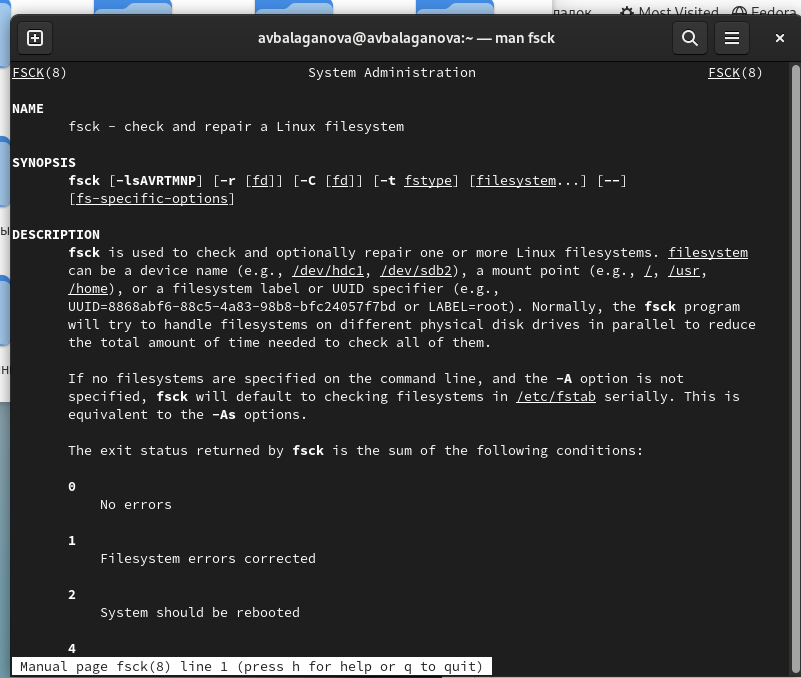 Most Visited Fedora
avbalaganova@avbalaganova:~ — man fsck
FSCK(8) System Administration FSCK(8)
NAME
fsck - check and repair a Linux filesystem
SYNOPSIS
fsck [-lsAVRTMNP] [-r [fd]] [-C [fd]] [-t fstype] [filesystem...] [--]
[fs-specific-options]
DESCRIPTION
fsck is used to check and optionally repair one or more Linux filesystems. filesystem
can be a device name (e.g., /dev/hdc1, /dev/sdb2), a mount point (e.g., /, /usr,
/home), or a filesystem label or UUID specifier (e.g.,
UUID=8868abf6-88c5-4a83-98b8-bfc24057f7bd or LABEL=root). Normally, the fsck program
will try to handle filesystems on different physical disk drives in parallel to reduce
the total amount of time needed to check all of them.
If no filesystems are specified on the command line, and the -A option is not
specified, fsck will default to checking filesystems in /etc/fstab serially. This is
equivalent to the -As options.
The exit status returned by fsck is the sum of the following conditions:
0
No errors
1
Filesystem errors corrected
2
System should be rebooted
4
Manual page fsck(8) line 1 (press h for help or q to quit)